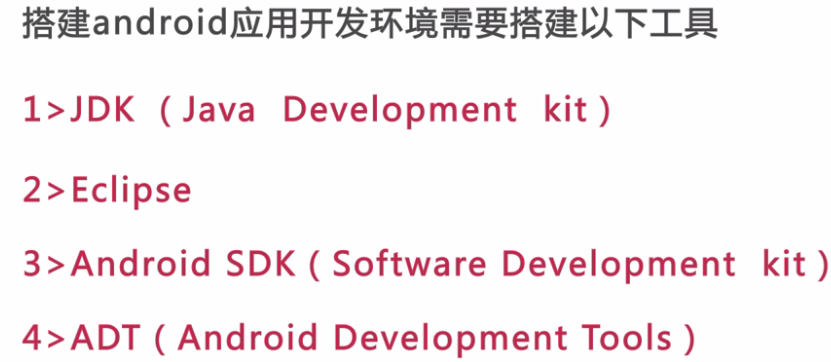 搭建android应用开发环境需要搭建以下工具
1>JDK （Java Development kit）
2>Eclipse
3>Android SDK（Software Development kit）
4>ADT（Android Development Tools）